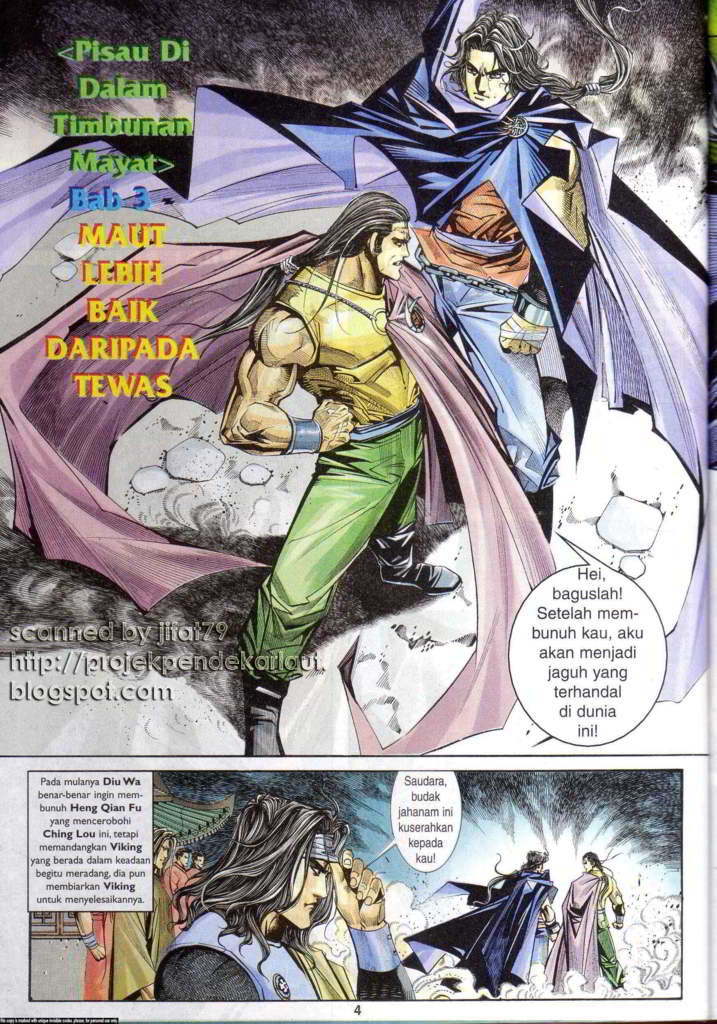 <Pisau Di
Dalam
Timbunan
Mayat>
Bab 3 -
MAUT
LEBIH
BAIK
DARIPADA
TEWAS
Hei,
baguslah!
Setelah mem-
bunuh kau, aku
akan menjadi
jaguh yang
terhandal
di dunia
ini!
scanned by jifat79
http://projekpendekarlaut.
blogspot.com
Pada mulanya Diu Wa
benar-benar ingin mem-
bunuh Heng Qian Fu
yang mencerobohi
Ching Lou ini, tetapi
memandangkan Viking
yang berada dalam keadaan
begitu meradang, dia pun
membiarkan Viking
untuk menyelesaikannya.
Saudara,
budak
jahanam ini
kuserahkan
kepada
kau!
4